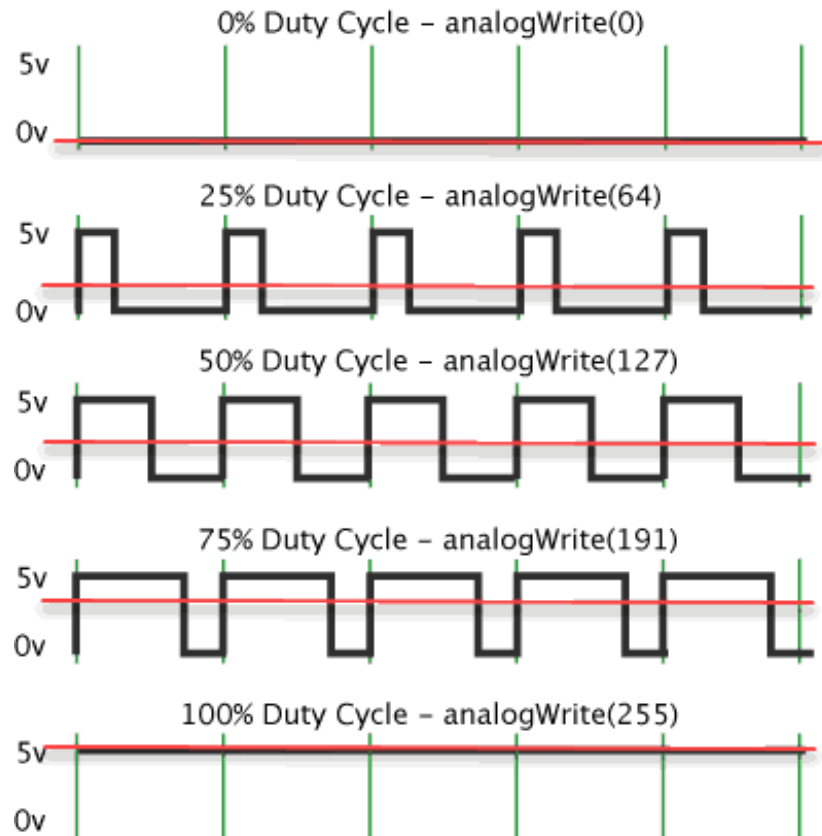 0% Duty Cycle – analogWrite(0)
5v
0v
25% Duty Cycle – analogWrite(64)
5v
0v
50% Duty Cycle – analogWrite(127)
5v
0v
75% Duty Cycle – analogWrite(191)
5v
0v
100% Duty Cycle – analogWrite(255)
5v
0v